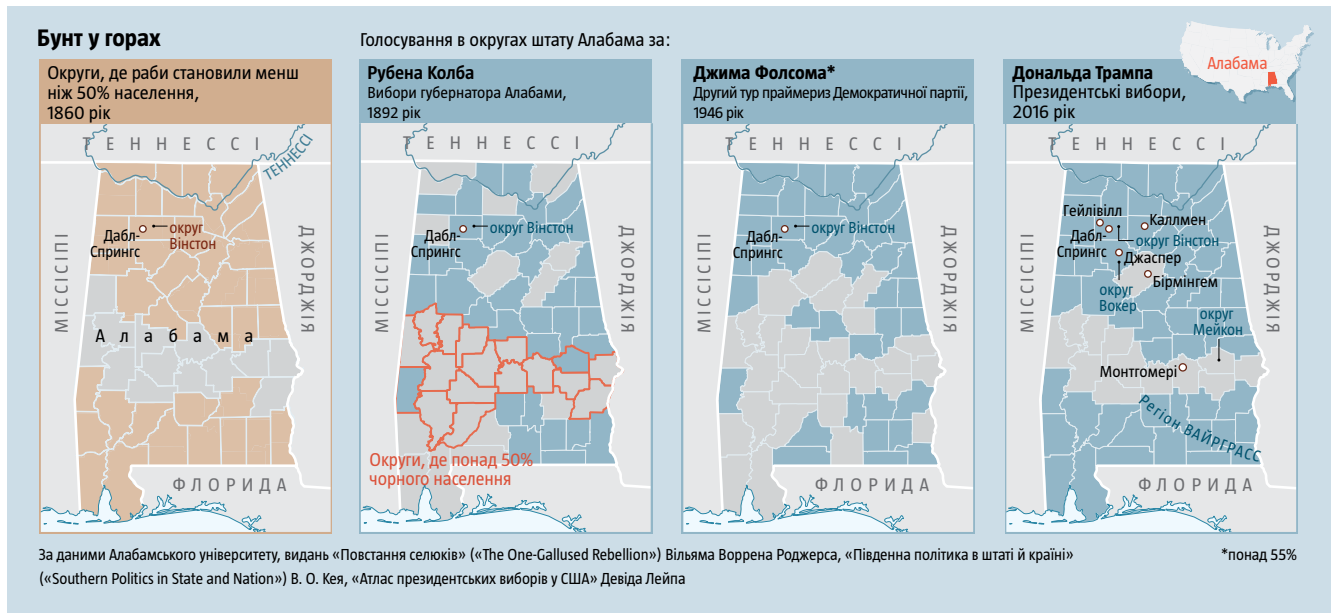 Бунт у горах
Голосування в округах штату Алабама за:
Округи, де раби становили менш
ніж 50% населення,
1860 рік
Рубена Колба
Вибори губернатора Алабами,
1892 рік
Джима Фолсома*
Другий тур праймериз Демократичної партії,
1946 рік
Дональда Трампа
Президентські вибори,
2016 рік
Алабама
ТЕННЕССІ
ТЕННЕССІ
МІССІСІПІ
ДЖОРДЖІЯ
округ
Вінстон
Дабл-
Спрингс
Алабама
ФЛОРИДА
ТЕННЕССІ
МІССІСІПІ
ДЖОРДЖІЯ
округ Вінстон
Дабл-
Спрингс
Округи, де понад 50%
чорного населення
ФЛОРИДА
ТЕННЕССІ
МІССІСІПІ
ДЖОРДЖІЯ
округ Вінстон
Дабл-
Спрингс
ФЛОРИДА
ТЕННЕССІ
МІССІСІПІ
ДЖОРДЖІЯ
Гейлівілл
Каллмен
Дабл-
Спрингс
округ Вінстон
Джаспер
Бірмінгем
округ
Вокер
округ
Мейкон
Монтгомері
Регіон ВАЙРГРАСС
ФЛОРИДА
За даними Алабамського університету, видань «Повстання селюків» («The One-Gallused Rebellion») Вільяма Воррена Роджерса, «Південна політика в штаті й країні»
(«Southern Politics in State and Nation») В. О. Кея, «Атлас президентських виборів у США» Девіда Лейпа
*понад 55%